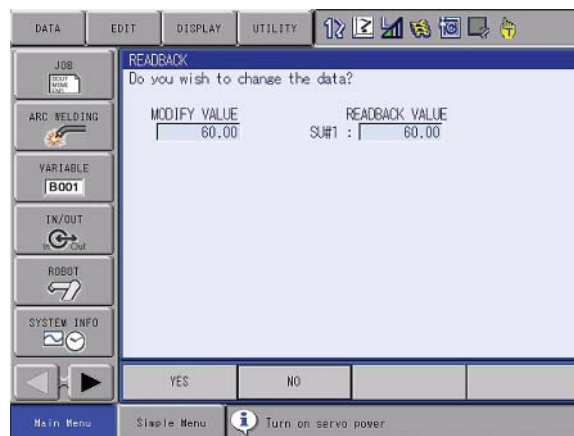 DATA
EDIT
DISPLAY
UTILITY
JOB
ARC WELDING
VARIABLE
B001
IN/OUT
In Out
ROBOT
SYSTEM INFO
READBACK
Do you wish to change the data?
MODIFY VALUE READBACK VALUE
60.00 SU#1 : 60.00
YES
NO
Main Menu
Simple Menu
Turn on servo power